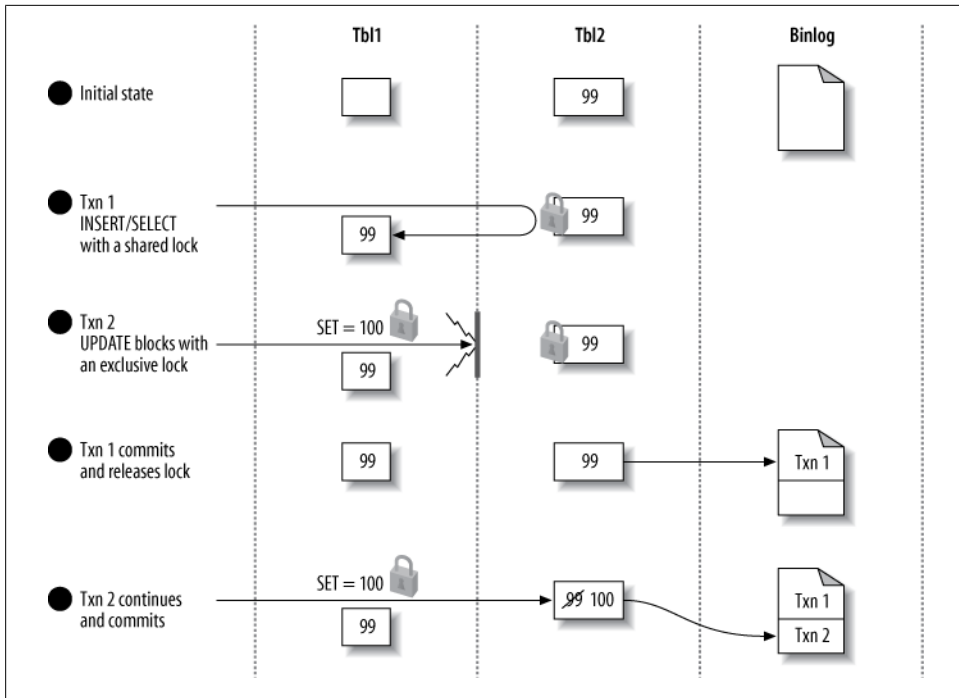 Tbl1
Tbl2
Binlog
Initial state
99
Txn 1
INSERT/SELECT
with a shared lock
99
99
Txn 2
UPDATE blocks with
an exclusive lock
SET = 100
99
99
Txn 1 commits
and releases lock
99
99
Txn 1
Txn 2 continues
and commits
SET = 100
99
99 100
Txn 1
Txn 2